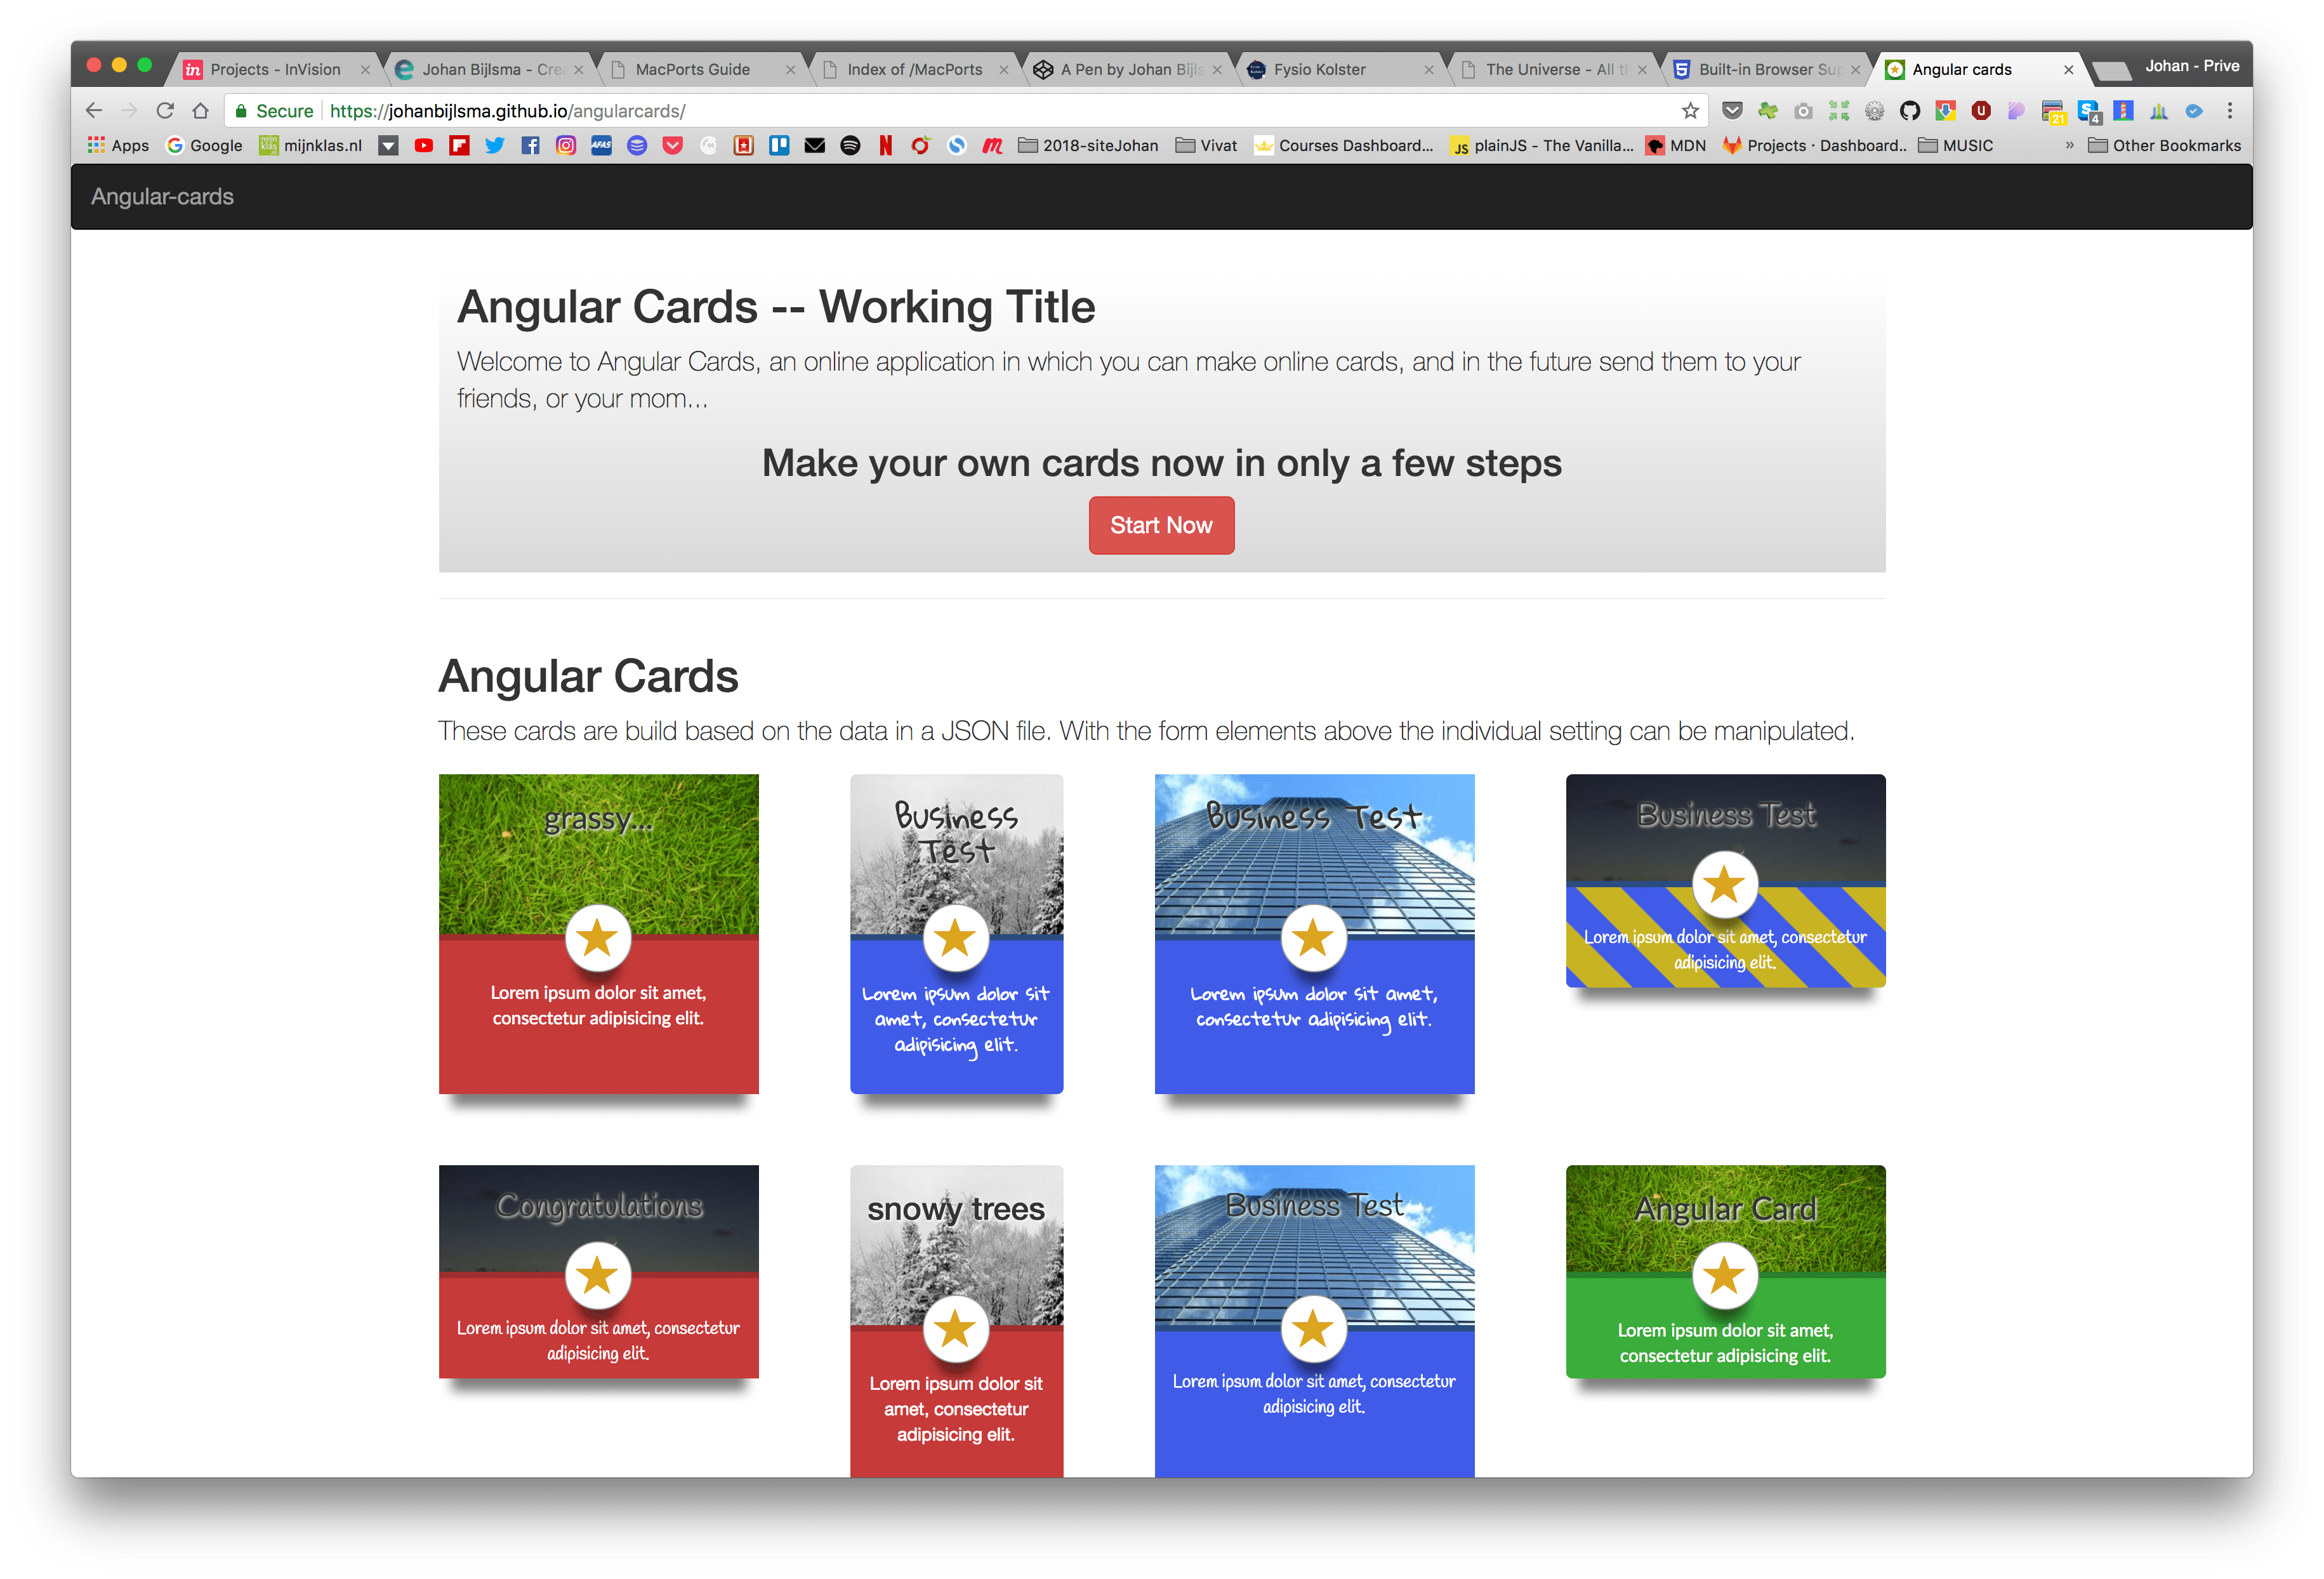 Projects - InVision
Johan Bijlsma - Crea
MacPorts Guide
Index of /MacPorts
A Pen by Johan Bijls
Fysio Kolster
The Universe - All th
Built-in Browser Sup
Angular cards
Johan - Prive
Secure
https://johanbijlsma.github.io/angularcards/
21
4
Apps
Google
mijnklas.nl
AFAS
2018-siteJohan
Vivat
Courses Dashboard...
JS
plainJS - The Vanilla...
MDN
Projects · Dashboard..
MUSIC
»
Other Bookmarks
Angular-cards
Angular Cards -- Working Title
Welcome to Angular Cards, an online application in which you can make online cards, and in the future send them to your
friends, or your mom...
Make your own cards now in only a few steps
Start Now
Angular Cards
These cards are build based on the data in a JSON file. With the form elements above the individual setting can be manipulated.
grassy...
Lorem ipsum dolor sit amet,
consectetur adipisicing elit.
Business
Test
Lorem ipsum dolor sit
amet, consectetur
adipisicing elit.
Business Test
Lorem ipsum dolor sit amet,
consectetur adipisicing elit.
Business Test
Lorem ipsum dolor sit amet, consectetur
adipisicing elit.
Congratulations
Lorem ipsum dolor sit amet, consectetur
adipisicing elit.
snowy trees
Lorem ipsum dolor sit
amet, consectetur
adipisicing elit.
Business Test
Lorem ipsum dolor sit amet, consectetur
adipisicing elit.
Angular Card
Lorem ipsum dolor sit amet,
consectetur adipisicing elit.